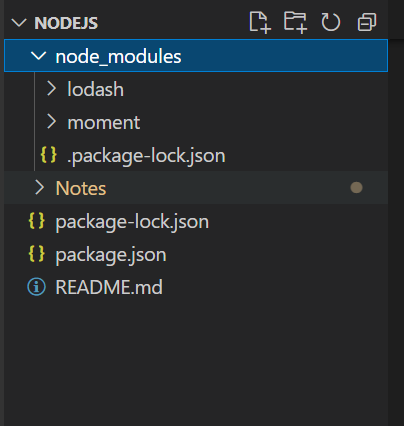 NODEJS
node_modules
lodash
moment
{} .package-lock.json
Notes
{} package-lock.json
{} package.json
README.md